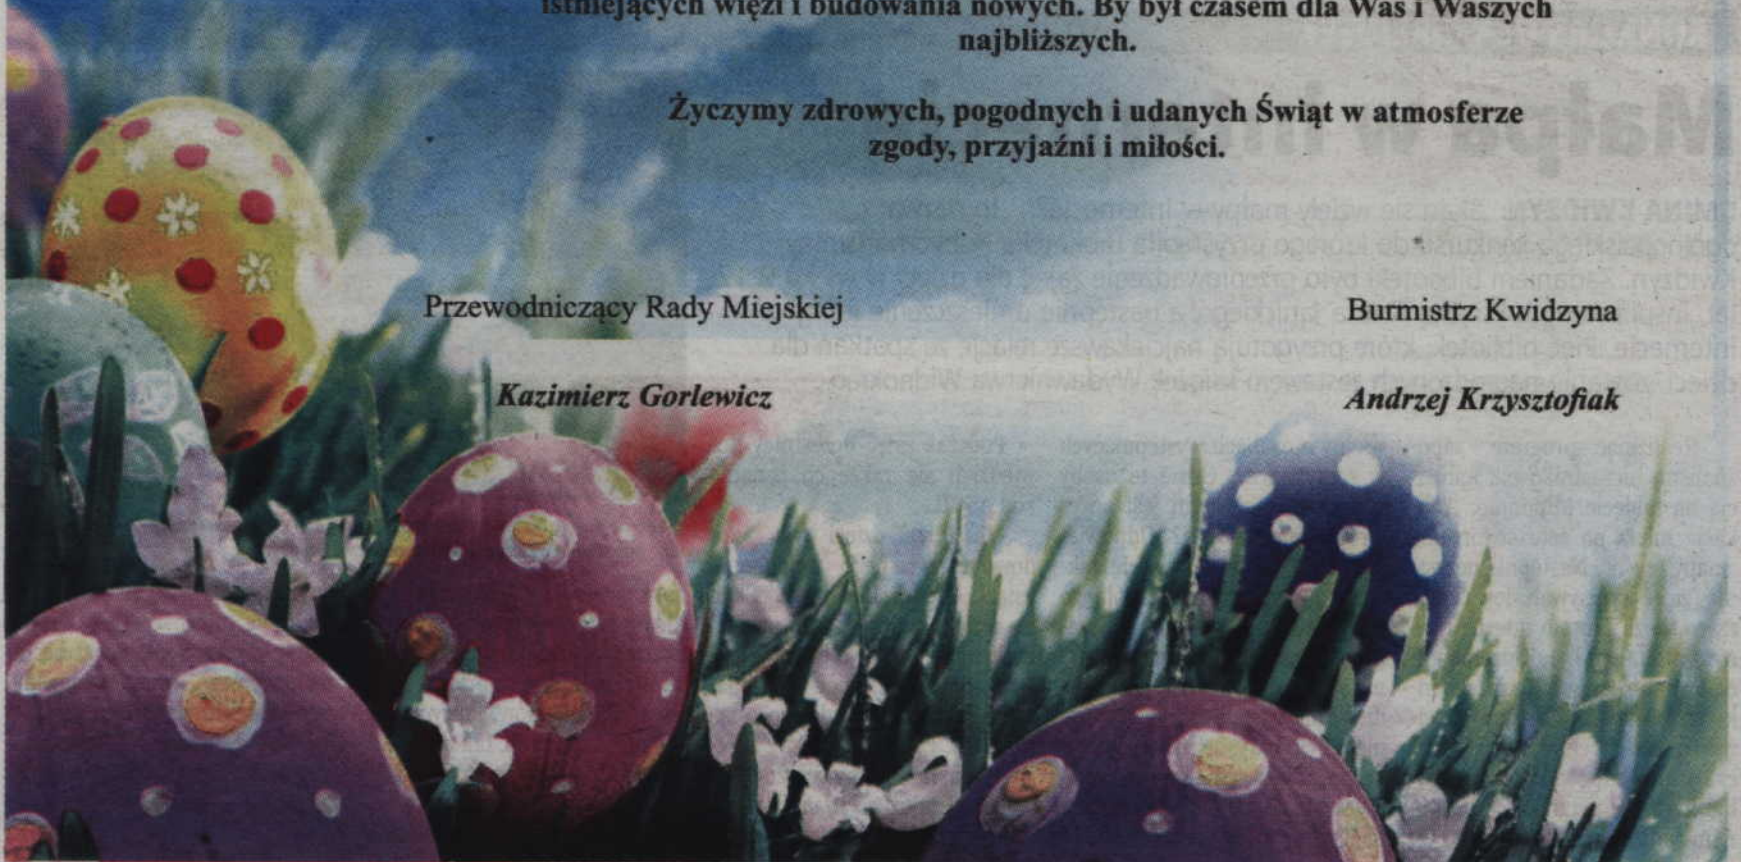 istniejących więzi i budowania nowych. By był czasem dla Was i Waszych
najbliższych.
Życzymy zdrowych, pogodnych i udanych Świąt w atmosferze
zgody, przyjaźni i miłości.
Przewodniczący Rady Miejskiej
Burmistrz Kwidzyna
Kazimierz Gorlewicz
Andrzej Krzysztofiak